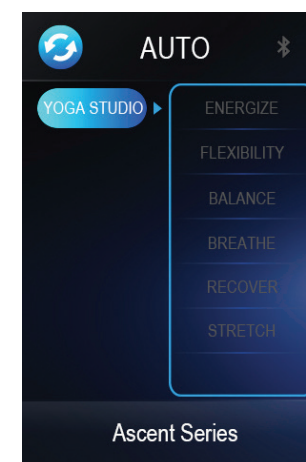 AUTO
YOGA STUDIO
ENERGIZE
FLEXIBILITY
BALANCE
BREATHE
RECOVER
STRETCH
Ascent Series